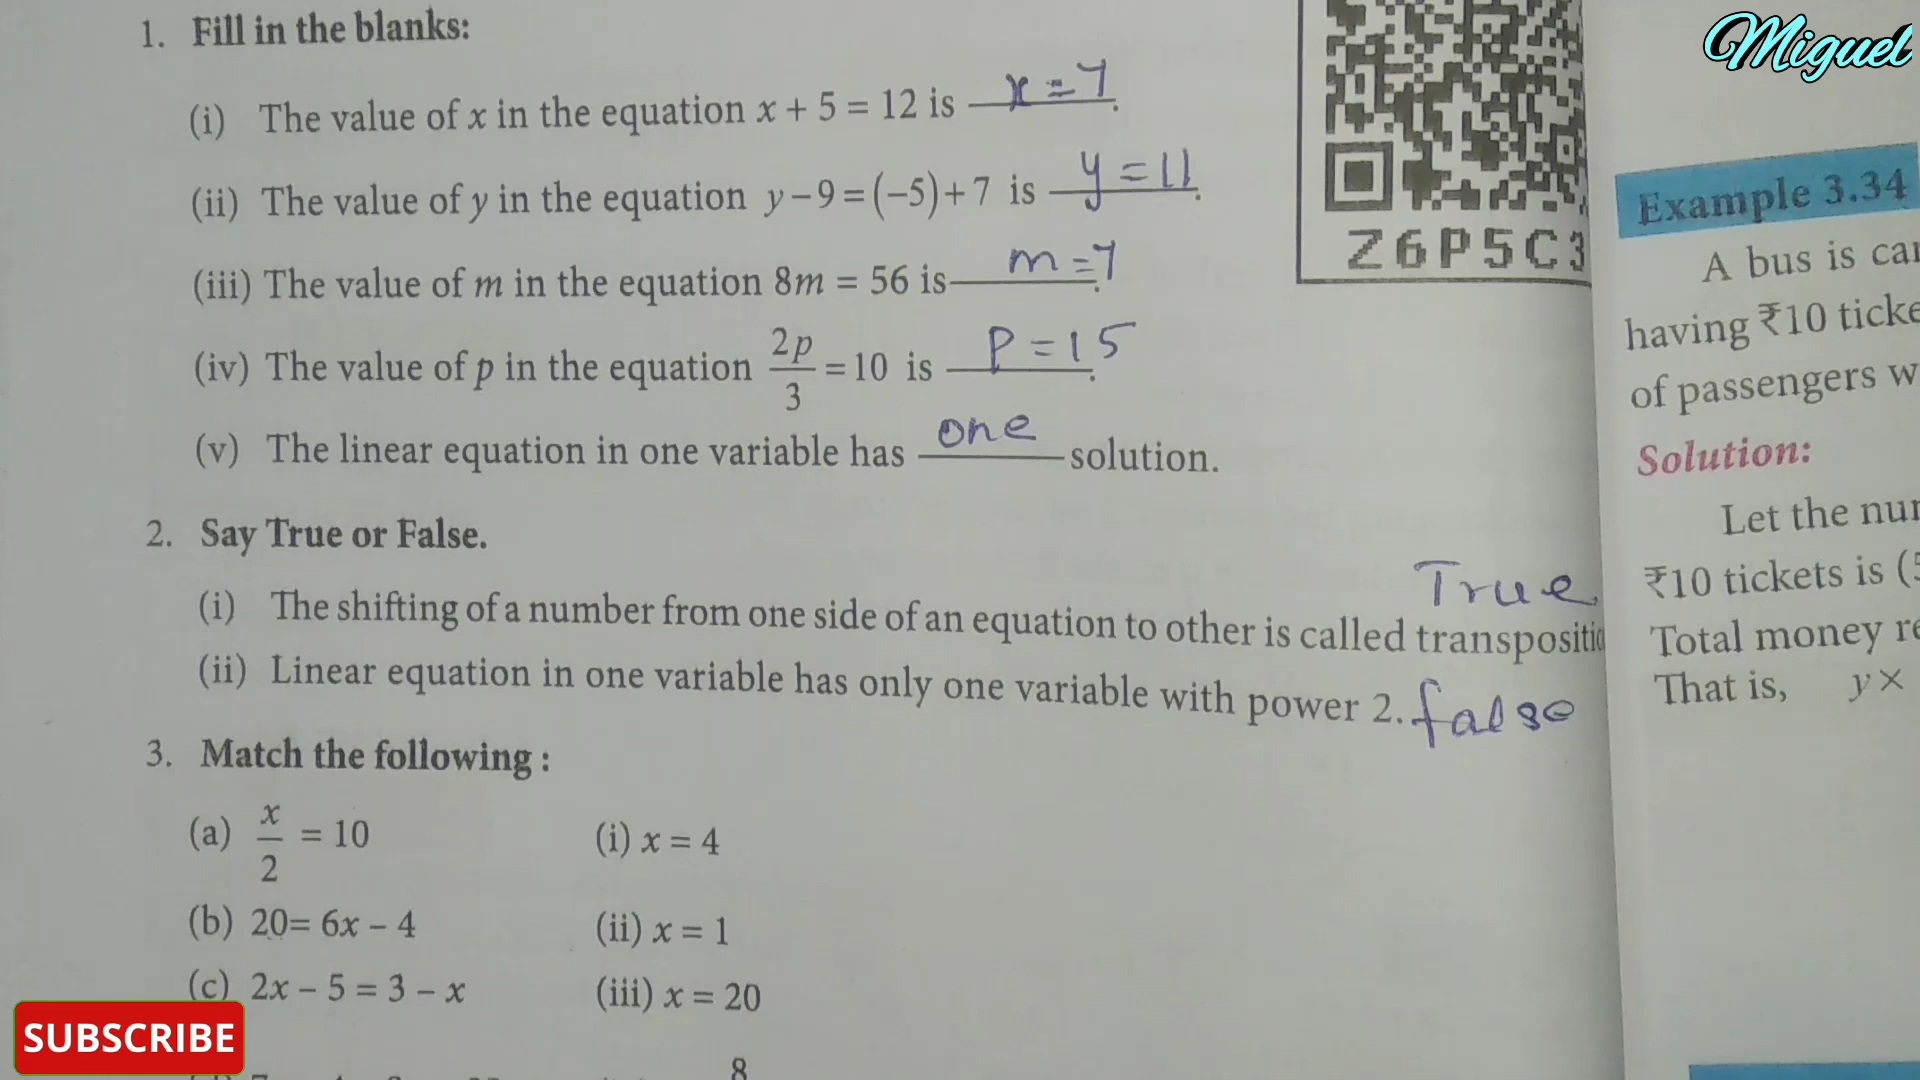 Miguel
1. Fill in the blanks:
(i) The value of x in the equation x + 5 = 12 is x = 7.
(ii) The value of y in the equation y – 9 = (–5) + 7 is y = 11.
(iii) The value of m in the equation 8m = 56 is m = 7.
(iv) The value of p in the equation 2p/3 = 10 is P = 15.
(v) The linear equation in one variable has one solution.
2. Say True or False.
True
(i) The shifting of a number from one side of an equation to other is called
(ii) Linear equation in one variable has only one variable with power 2. false
3. Match the following :
(a) x/2 = 10 (i) x = 4
(b) 20= 6x – 4 (ii) x = 1
(c) 2x – 5 = 3 – x (iii) x = 20
8
SUBSCRIBE
Z6P5C3
Example 3.34
A bus is
having ₹10
of passengers
Solution:
Let the
₹10 tickets is (
Total money
That is, y×